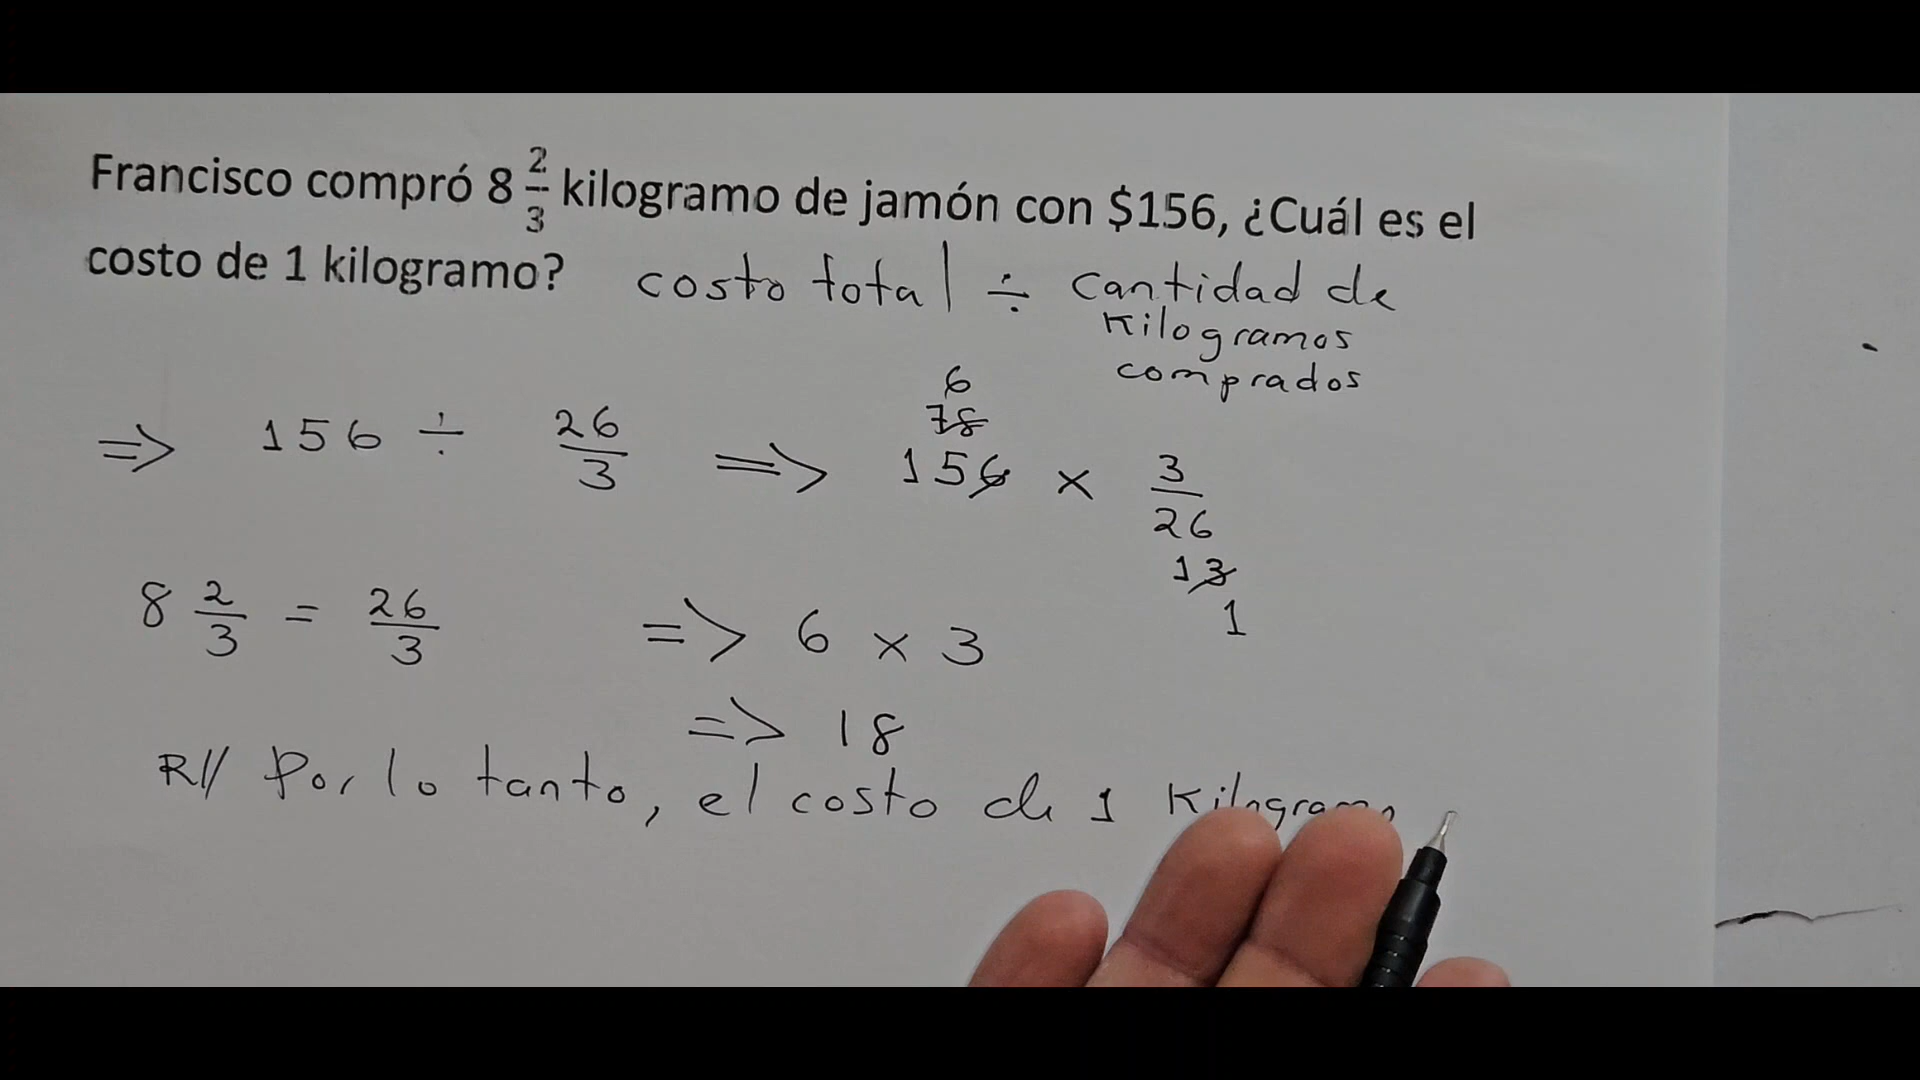 Francisco compró 8 2/3 kilogramo de jamón con $156, ¿Cuál es el
costo de 1 kilogramo?
costo total ÷ cantidad de
Kilogramos
comprados
=> 156 ÷ 26/3 => 156 x 3/26
6
78
13
1
8 2/3 = 26/3
=> 6 x 3
=> 18
R// Por lo tanto, el costo de 1 Kilogramo